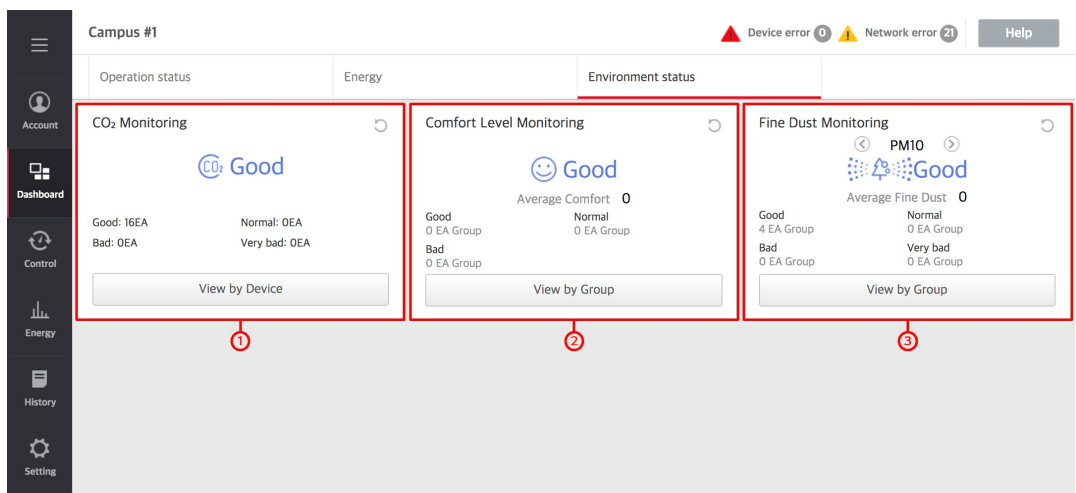 Campus #1
Device error 0
Network error 21
Help
Operation status
Energy
Environment status
Account
Dashboard
Control
Energy
History
Setting
CO₂ Monitoring
CO₂ Good
Good: 16EA Normal: 0EA
Bad: 0EA Very bad: 0EA
View by Device
1
Comfort Level Monitoring
Good
Average Comfort 0
Good Normal
0 EA Group 0 EA Group
Bad
0 EA Group
View by Group
2
Fine Dust Monitoring
PM10
Good
Average Fine Dust 0
Good Normal
4 EA Group 0 EA Group
Bad Very bad
0 EA Group 0 EA Group
View by Group
3